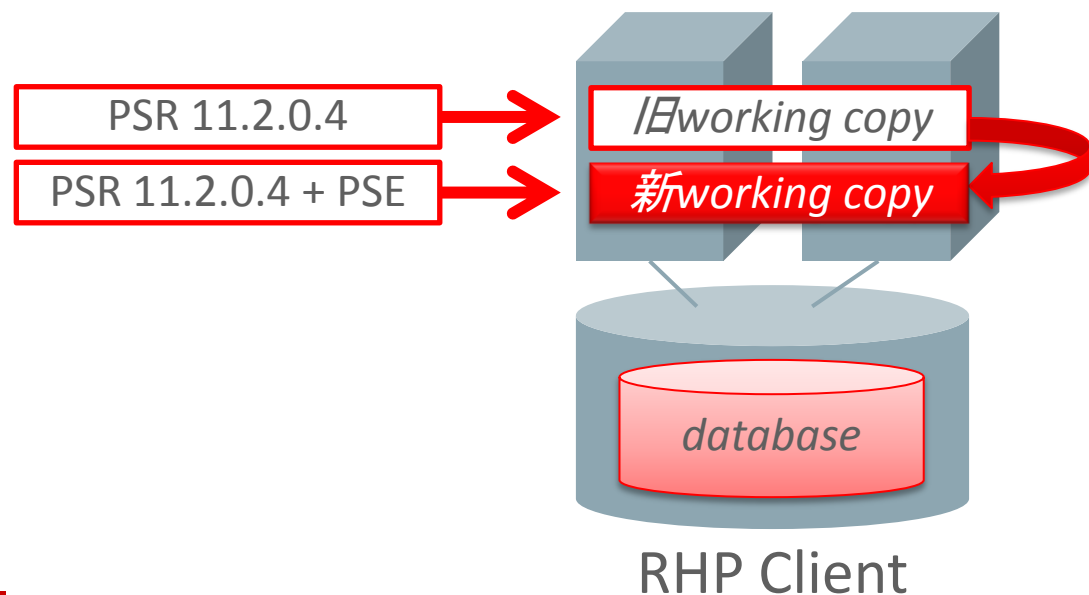 PSR 11.2.0.4
旧working copy
PSR 11.2.0.4 + PSE
新working copy
database
RHP Client